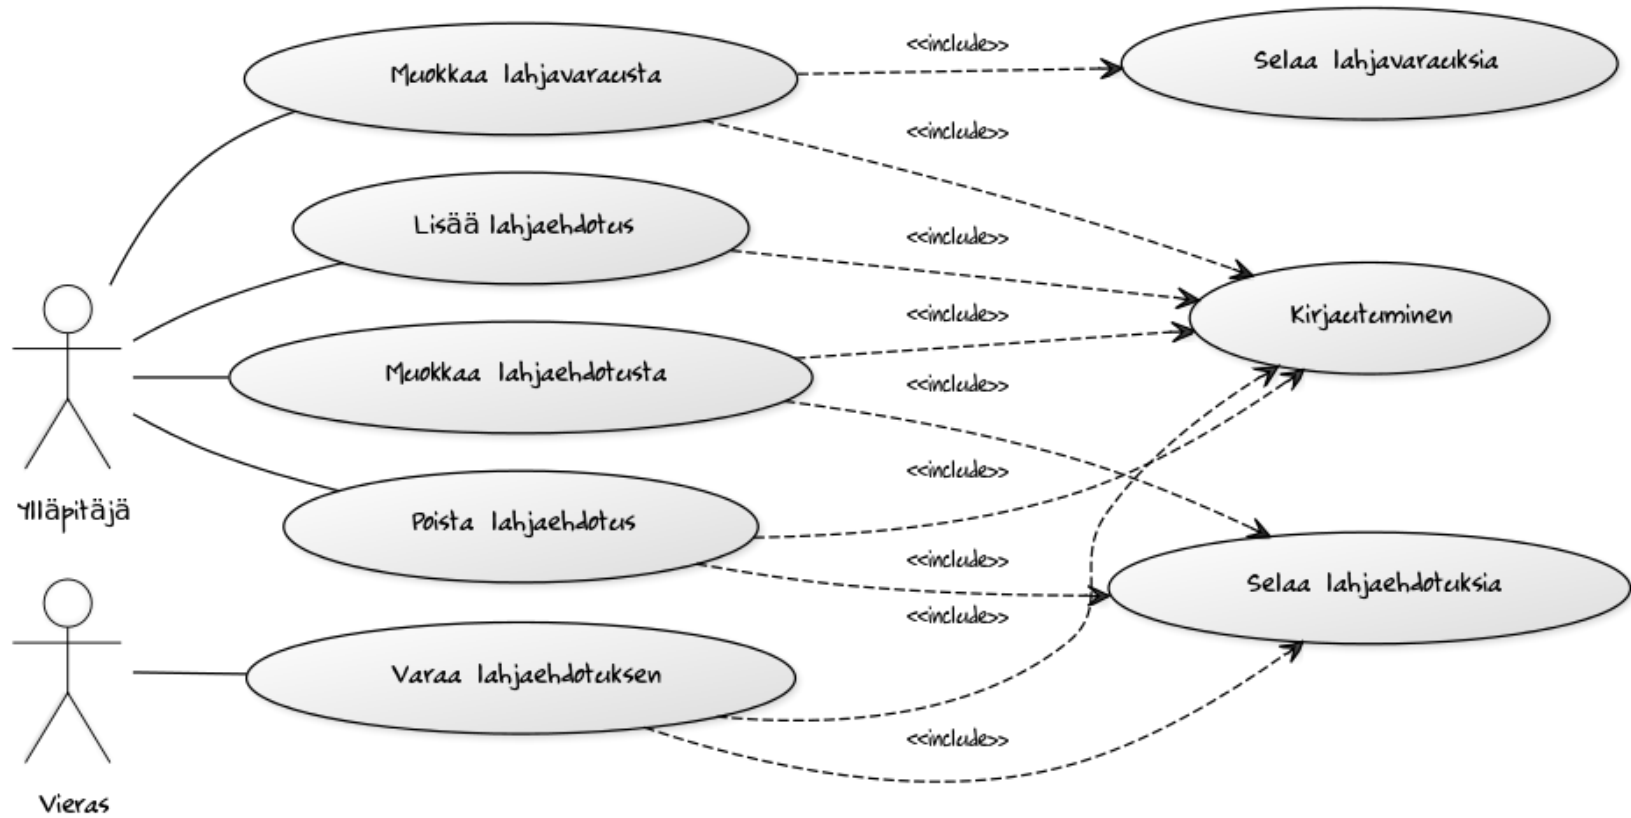 Muokkaa lahjavarausta
<<include>>
Selaa lahjavarauksia
<<include>>
Lisää lahjaehdotus
<<include>>
Kirjautuminen
<<include>>
Muokkaa lahjaehdotusta
<<include>>
<<include>>
Ylläpitäjä
Poista lahjaehdotus
<<include>>
Selaa lahjaehdotuksia
<<include>>
Varaa lahjaehdotuksen
<<include>>
Vieras